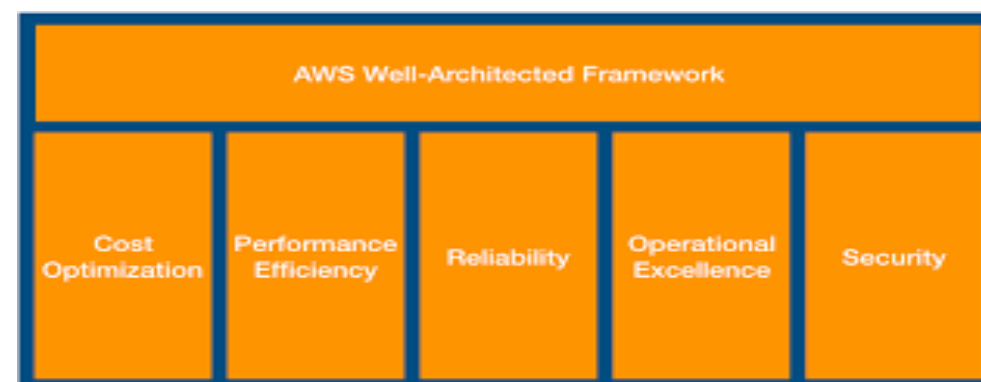 AWS Well-Architected Framework
Cost
Optimization
Performance
Efficiency
Reliability
Operational
Excellence
Security